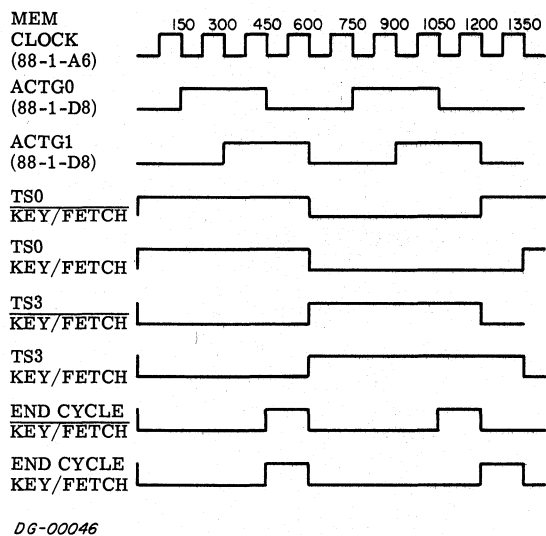 MEM
150 300 450 600 750 900 1050 1200 1350
CLOCK
(88-1-A6)
ACTG0
(88-1-D8)
ACTG1
(88-1-D8)
TS0
KEY/FETCH
TS0
KEY/FETCH
TS3
KEY/FETCH
TS3
KEY/FETCH
END CYCLE
KEY/FETCH
END CYCLE
KEY/FETCH
DG-00046